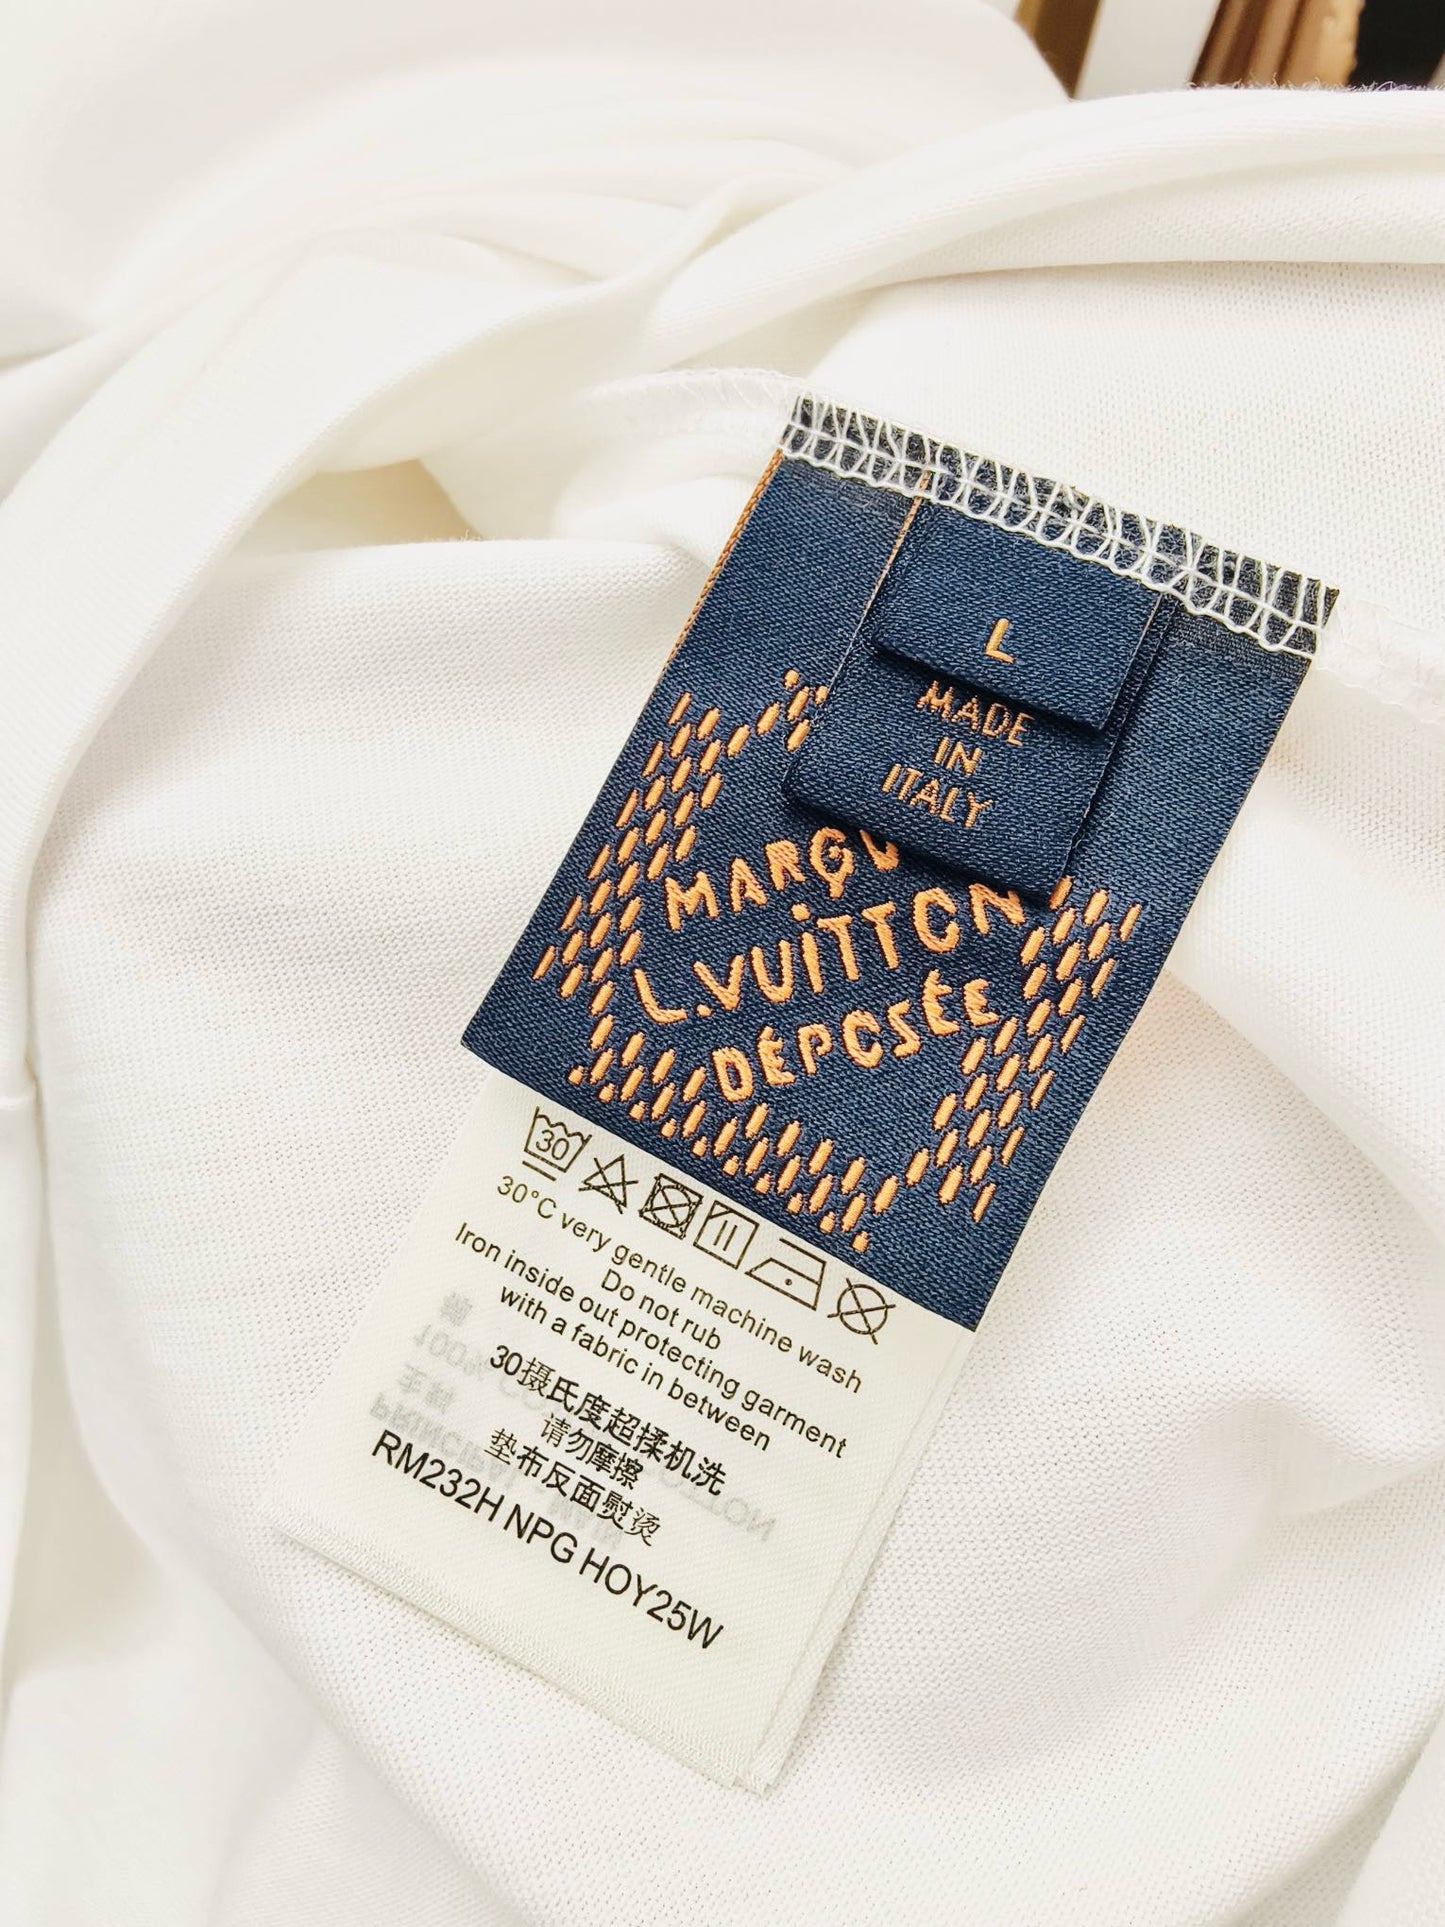 L
MADE
IN
ITALY
MARQU
L.VUITTON
DÉPOSÉE
30
30°C very gentle machine wash
Do not rub
Iron inside out protecting garment
with a fabric in between
30摄氏度超揉机洗
请勿摩擦
垫布反面熨烫
RM232H NPG HOY25W